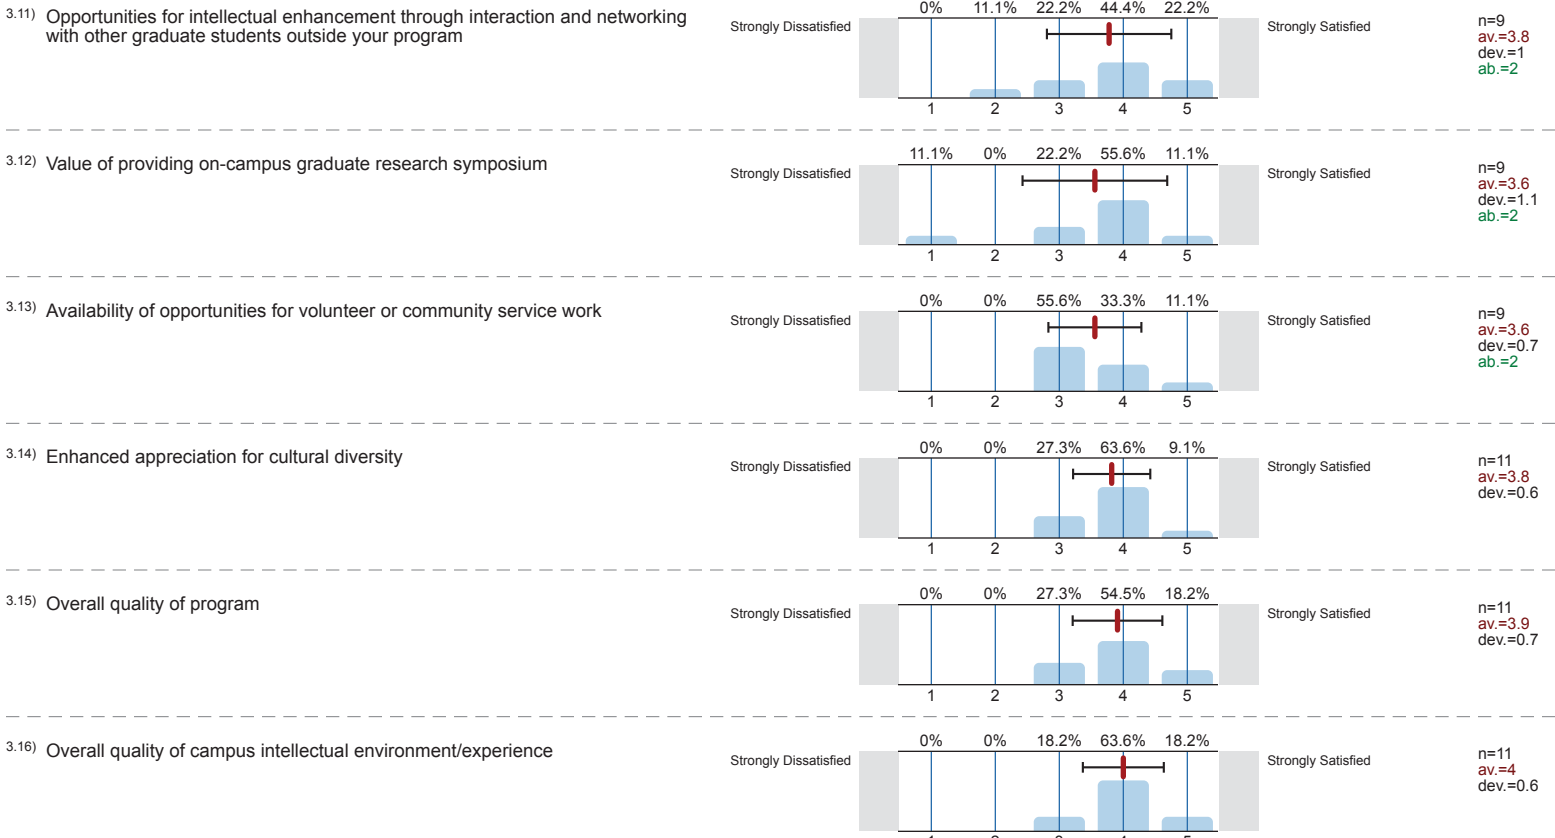 3.11) Opportunities for intellectual enhancement through interaction and networking
with other graduate students outside your program
0% 11.1% 22.2% 44.4% 22.2%
Strongly Dissatisfied
Strongly Satisfied
1 2 3 4 5
n=9
av.=3.8
dev.=1
ab.=2
3.12) Value of providing on-campus graduate research symposium
11.1% 0% 22.2% 55.6% 11.1%
Strongly Dissatisfied
Strongly Satisfied
1 2 3 4 5
n=9
av.=3.6
dev.=1.1
ab.=2
3.13) Availability of opportunities for volunteer or community service work
0% 0% 55.6% 33.3% 11.1%
Strongly Dissatisfied
Strongly Satisfied
1 2 3 4 5
n=9
av.=3.6
dev.=0.7
ab.=2
3.14) Enhanced appreciation for cultural diversity
0% 0% 27.3% 63.6% 9.1%
Strongly Dissatisfied
Strongly Satisfied
1 2 3 4 5
n=11
av.=3.8
dev.=0.6
3.15) Overall quality of program
0% 0% 27.3% 54.5% 18.2%
Strongly Dissatisfied
Strongly Satisfied
1 2 3 4 5
n=11
av.=3.9
dev.=0.7
3.16) Overall quality of campus intellectual environment/experience
0% 0% 18.2% 63.6% 18.2%
Strongly Dissatisfied
Strongly Satisfied
n=11
av.=4
dev.=0.6